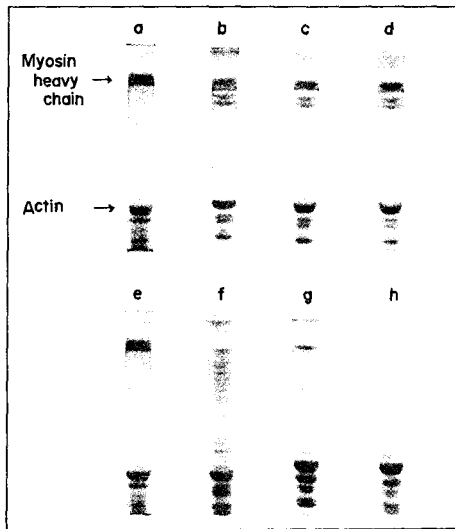 a b c d
Myosin
heavy
chain →
Actin →
e f g h